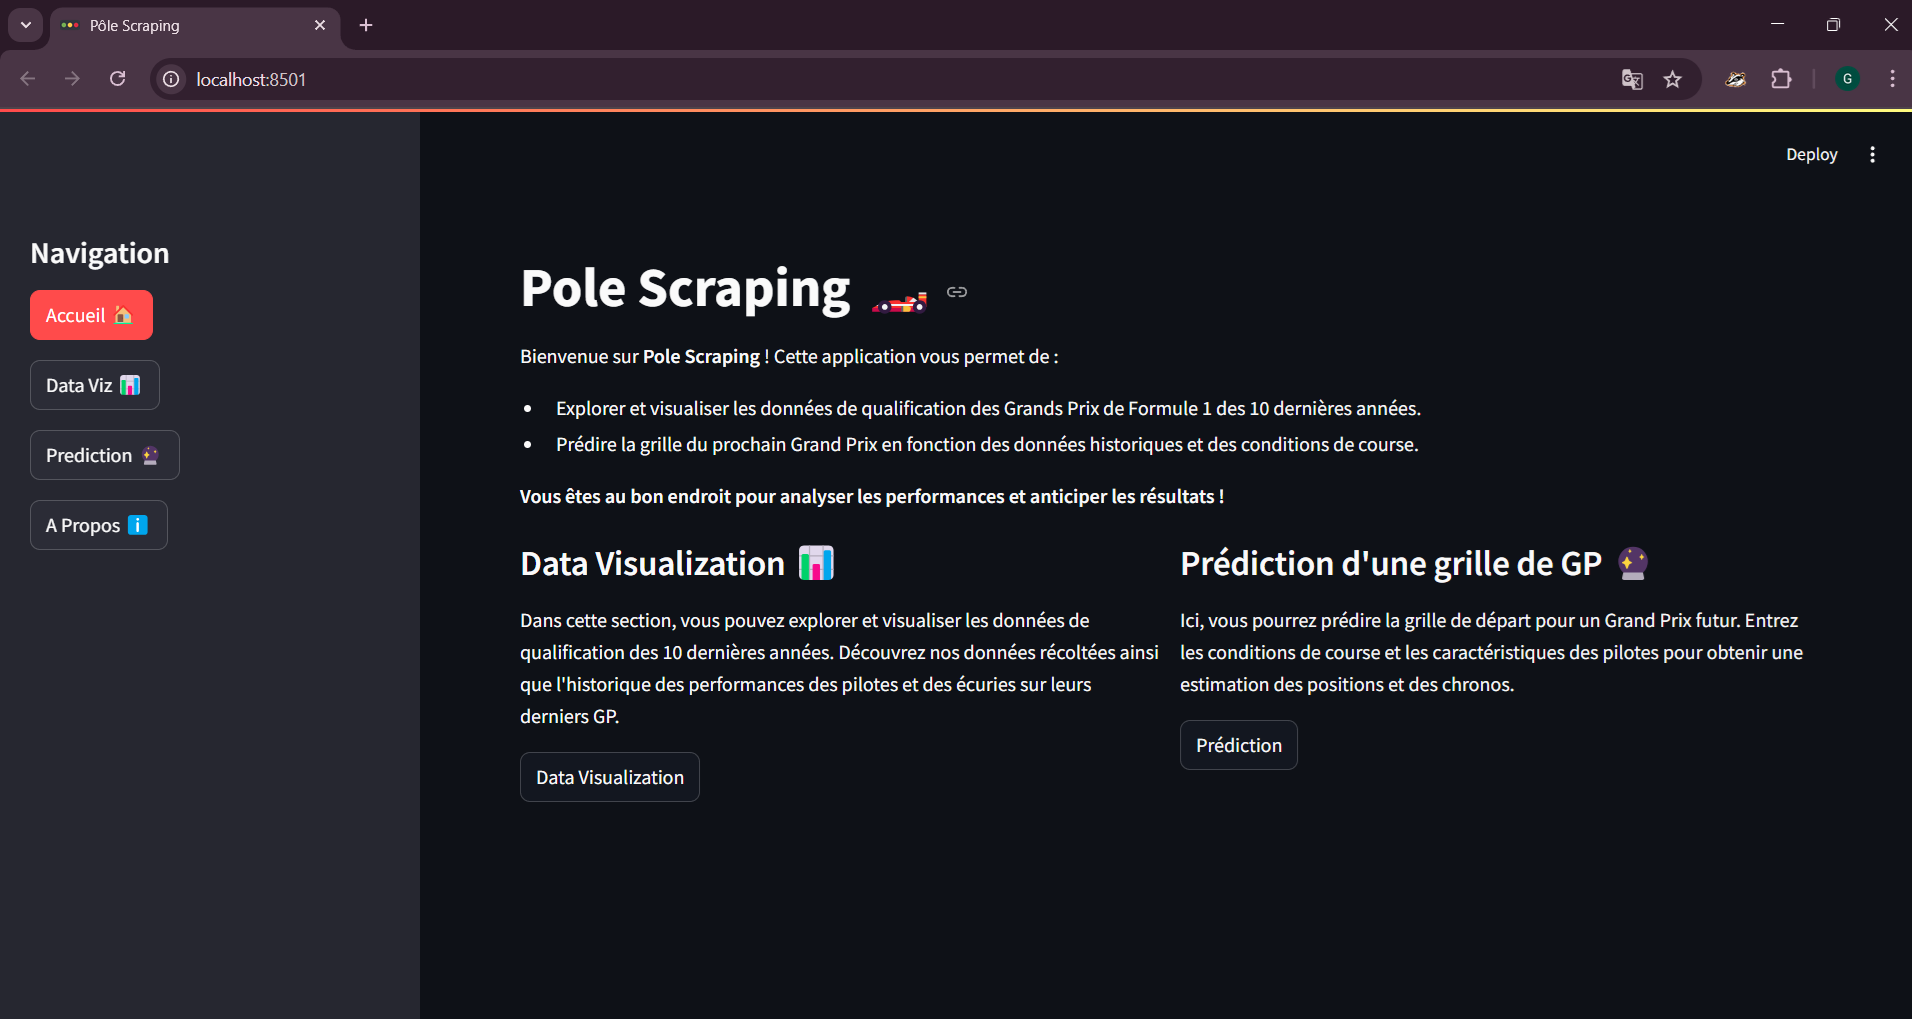 Pôle Scraping
localhost:8501
G
Deploy
Navigation
Accueil 🏠
Data Viz 📊
Prediction 🔮
A Propos ℹ️
Pole Scraping 🏎️
Bienvenue sur Pole Scraping ! Cette application vous permet de :
• Explorer et visualiser les données de qualification des Grands Prix de Formule 1 des 10 dernières années.
• Prédire la grille du prochain Grand Prix en fonction des données historiques et des conditions de course.
Vous êtes au bon endroit pour analyser les performances et anticiper les résultats !
Data Visualization 📊
Dans cette section, vous pouvez explorer et visualiser les données de
qualification des 10 dernières années. Découvrez nos données récoltées ainsi
que l'historique des performances des pilotes et des écuries sur leurs
derniers GP.
Data Visualization
Prédiction d'une grille de GP 🔮
Ici, vous pourrez prédire la grille de départ pour un Grand Prix futur. Entrez
les conditions de course et les caractéristiques des pilotes pour obtenir une
estimation des positions et des chronos.
Prédiction